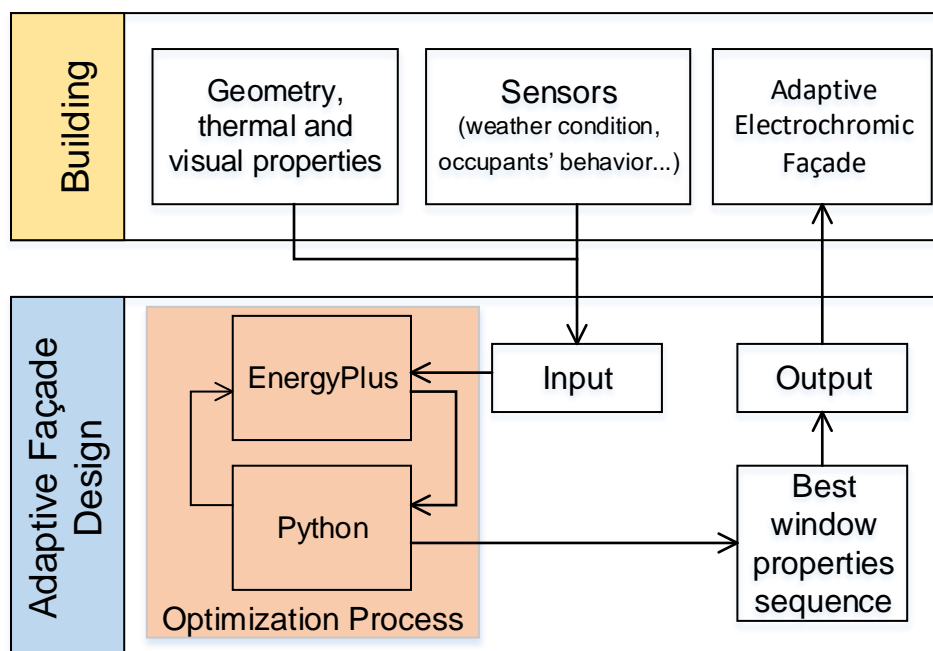 Building
Geometry,
thermal and
visual properties
Sensors
(weather condition,
occupants’ behavior...)
Adaptive
Electrochromic
Façade
Adaptive Façade
Design
EnergyPlus
Input
Output
Python
Best
window
properties
sequence
Optimization Process